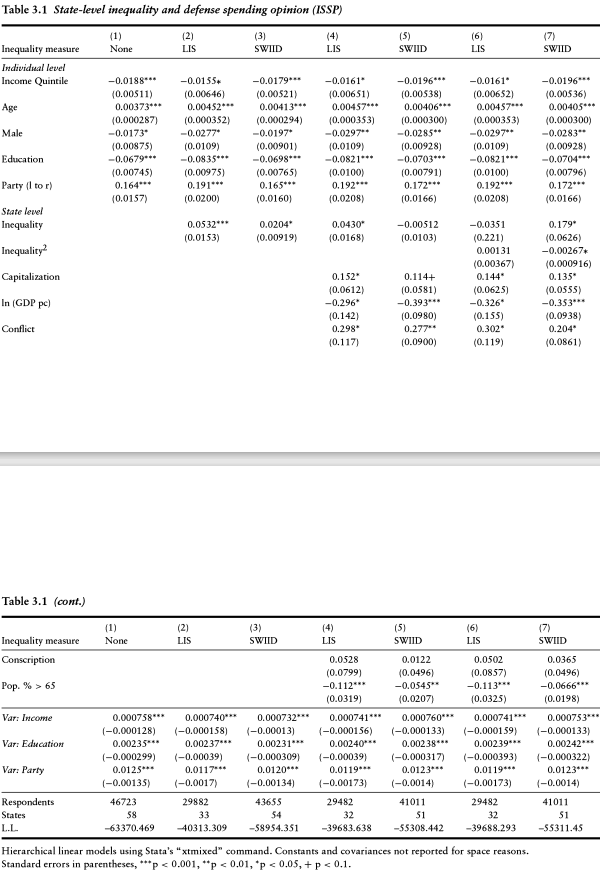 Table 3.1 State-level inequality and defense spending opinion (ISSP)
(1) (2) (3) (4) (5) (6) (7)
Inequality measure None LIS SWIID LIS SWIID LIS SWIID
Individual level
Income Quintile −0.0188*** −0.0155* −0.0179*** −0.0161* −0.0196*** −0.0161* −0.0196***
(0.00511) (0.00646) (0.00521) (0.00651) (0.00538) (0.00652) (0.00536)
Age 0.00373*** 0.00452*** 0.00413*** 0.00457*** 0.00406*** 0.00457*** 0.00405***
(0.000287) (0.000352) (0.000294) (0.000353) (0.000300) (0.000353) (0.000300)
Male −0.0173* −0.0277* −0.0197* −0.0297** −0.0285** −0.0297** −0.0283**
(0.00875) (0.0109) (0.00901) (0.0109) (0.00928) (0.0109) (0.00928)
Education −0.0679*** −0.0835*** −0.0698*** −0.0821*** −0.0703*** −0.0821*** −0.0704***
(0.00745) (0.00975) (0.00765) (0.0100) (0.00791) (0.0100) (0.00796)
Party (l to r) 0.164*** 0.191*** 0.165*** 0.192*** 0.172*** 0.192*** 0.172***
(0.0157) (0.0200) (0.0160) (0.0208) (0.0166) (0.0208) (0.0166)
State level
Inequality 0.0532*** 0.0204* 0.0430* −0.00512 −0.0351 0.179*
(0.0153) (0.00919) (0.0168) (0.0103) (0.221) (0.0626)
Inequality² 0.00131 −0.00267*
(0.00367) (0.000916)
Capitalization 0.152* 0.114+ 0.144* 0.135*
(0.0612) (0.0581) (0.0625) (0.0555)
ln (GDP pc) −0.296* −0.393*** −0.326* −0.353***
(0.142) (0.0980) (0.155) (0.0938)
Conflict 0.298* 0.277** 0.302* 0.204*
(0.117) (0.0900) (0.119) (0.0861)
Table 3.1 (cont.)
(1) (2) (3) (4) (5) (6) (7)
Inequality measure None LIS SWIID LIS SWIID LIS SWIID
Conscription 0.0528 0.0122 0.0502 0.0365
(0.0799) (0.0496) (0.0857) (0.0496)
Pop. % > 65 −0.112*** −0.0545** −0.113*** −0.0666***
(0.0319) (0.0207) (0.0325) (0.0198)
Var: Income 0.000758*** 0.000740*** 0.000732*** 0.000741*** 0.000760*** 0.000741*** 0.000753***
(−0.000128) (−0.000158) (−0.00013) (−0.000156) (−0.000133) (−0.000159) (−0.000133)
Var: Education 0.00235*** 0.00237*** 0.00231*** 0.00240*** 0.00238*** 0.00239*** 0.00242***
(−0.000299) (−0.00039) (−0.000309) (−0.00039) (−0.000317) (−0.000393) (−0.000322)
Var: Party 0.0125*** 0.0117*** 0.0120*** 0.0119*** 0.0123*** 0.0119*** 0.0123***
(−0.00135) (−0.0017) (−0.00134) (−0.00173) (−0.0014) (−0.00173) (−0.0014)
Respondents 46723 29882 43655 29482 41011 29482 41011
States 58 33 54 32 51 32 51
L.L. −63370.469 −40313.309 −58954.351 −39683.638 −55308.442 −39688.293 −55311.45
Hierarchical linear models using Stata's "xtmixed" command. Constants and covariances not reported for space reasons.
Standard errors in parentheses, ***p < 0.001, **p < 0.01, *p < 0.05, + p < 0.1.